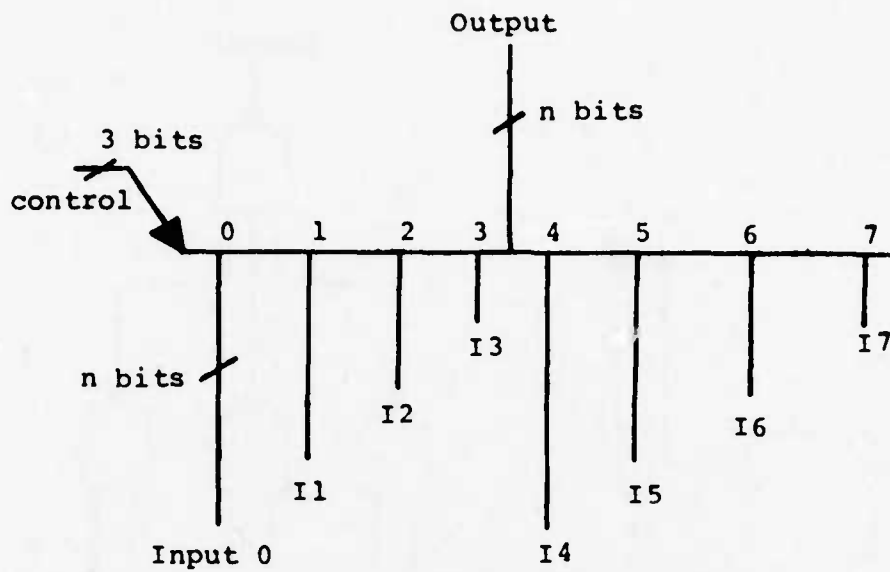 Output
n bits
3 bits
control
0 1 2 3 4 5 6 7
I3
I7
n bits
I2
I6
I1
I5
Input 0
I4